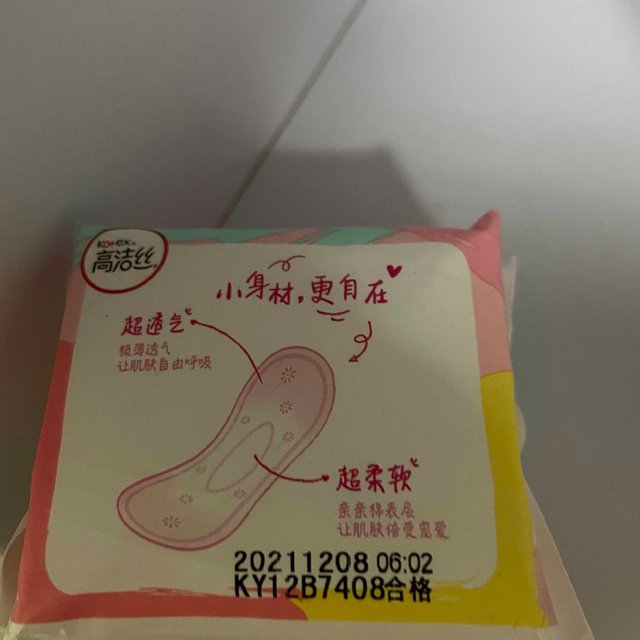 Kotex
高洁丝
小身材,更自在
超透气
极薄透气
让肌肤自由呼吸
超柔软
亲亲棉表层
让肌肤倍受宠爱
20211208 06:02
KY12B7408合格